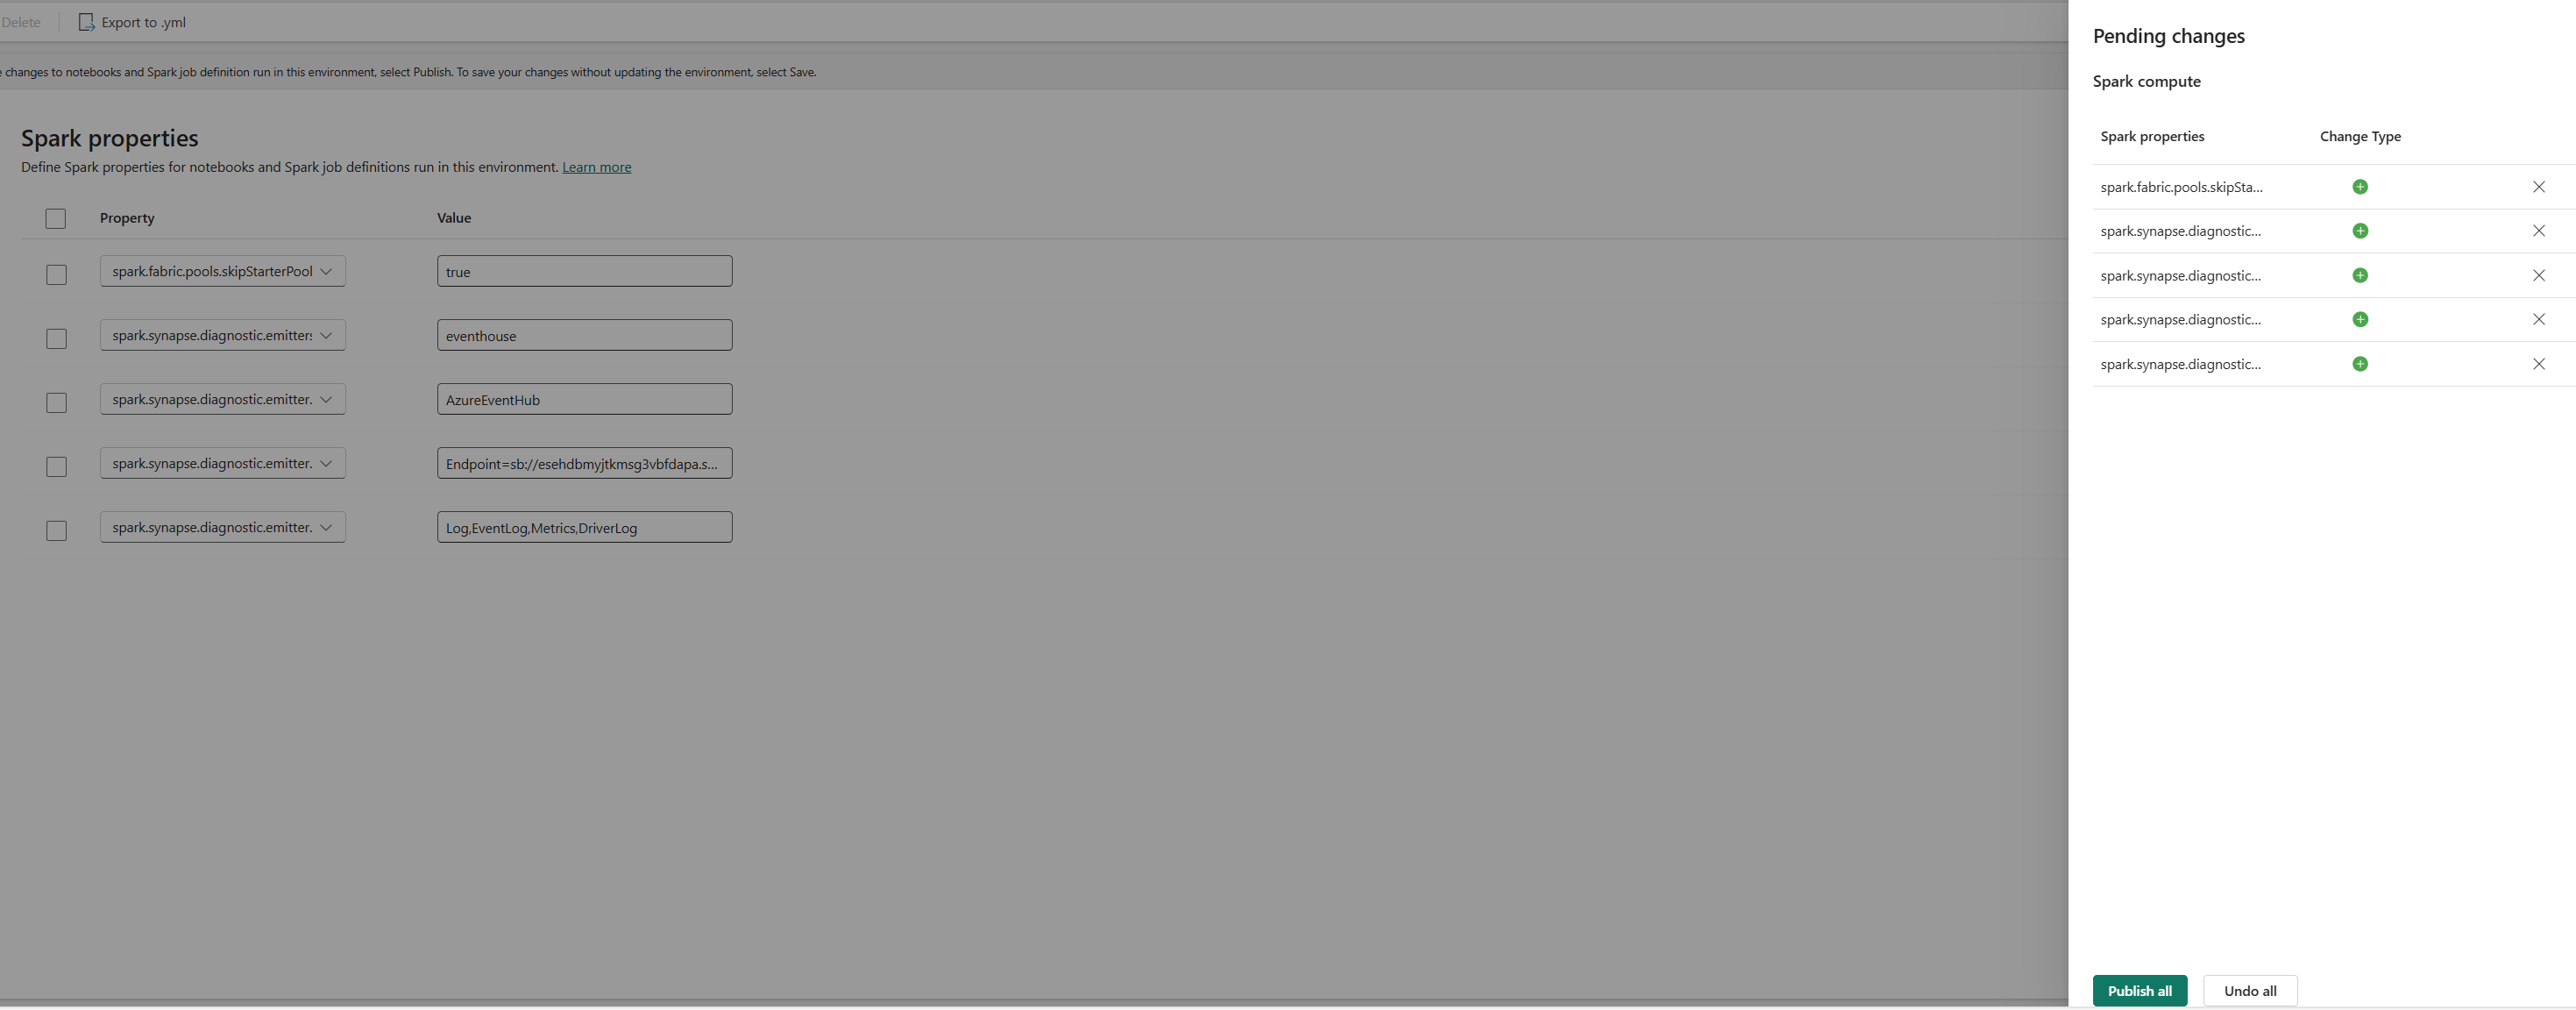 Delete
Export to .yml
changes to notebooks and Spark job definition run in this environment, select Publish. To save your changes without updating the environment, select Save.
Spark properties
Define Spark properties for notebooks and Spark job definitions run in this environment. Learn more
Property Value
spark.fabric.pools.skipStarterPool true
spark.synapse.diagnostic.emitters eventhouse
spark.synapse.diagnostic.emitter. AzureEventHub
spark.synapse.diagnostic.emitter. Endpoint=sb://esehdbmyjtkmsg3vbfdapa.s...
spark.synapse.diagnostic.emitter. Log,EventLog,Metrics,DriverLog
Pending changes
Spark compute
Spark properties Change Type
spark.fabric.pools.skipSta...
spark.synapse.diagnostic...
spark.synapse.diagnostic...
spark.synapse.diagnostic...
spark.synapse.diagnostic...
Publish all Undo all